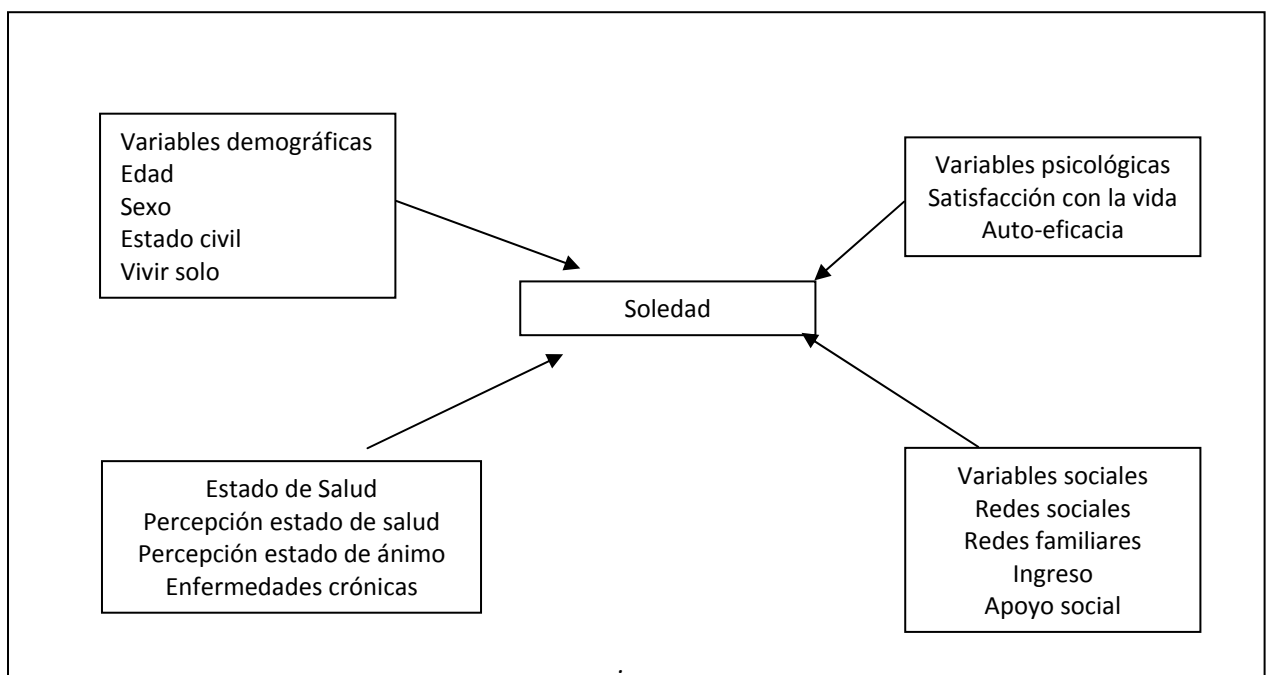 Variables demográficas
Edad
Sexo
Estado civil
Vivir solo
Variables psicológicas
Satisfacción con la vida
Auto-eficacia
Soledad
Estado de Salud
Percepción estado de salud
Percepción estado de ánimo
Enfermedades crónicas
Variables sociales
Redes sociales
Redes familiares
Ingreso
Apoyo social